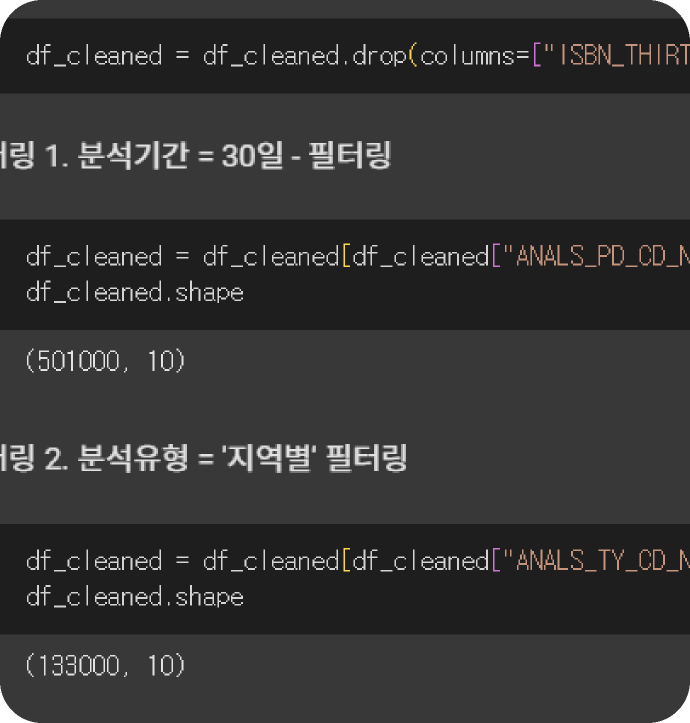 df_cleaned = df_cleaned.drop(columns=["ISBN_THIRT
터링 1. 분석기간 = 30일 - 필터링
df_cleaned = df_cleaned[df_cleaned["ANALS_PD_CD_N
df_cleaned.shape
(501000, 10)
터링 2. 분석유형 = '지역별' 필터링
df_cleaned = df_cleaned[df_cleaned["ANALS_TY_CD_N
df_cleaned.shape
(133000, 10)